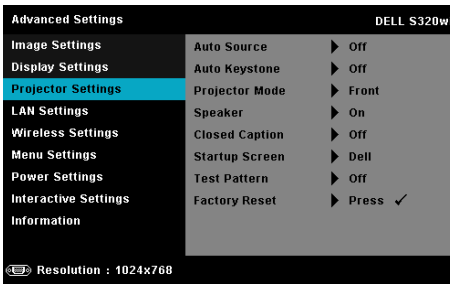 Advanced Settings DELL S320w
Image Settings
Display Settings
Projector Settings
LAN Settings
Wireless Settings
Menu Settings
Power Settings
Interactive Settings
Information
Auto Source Off
Auto Keystone Off
Projector Mode Front
Speaker On
Closed Caption Off
Startup Screen Dell
Test Pattern Off
Factory Reset Press ✓
Resolution : 1024x768